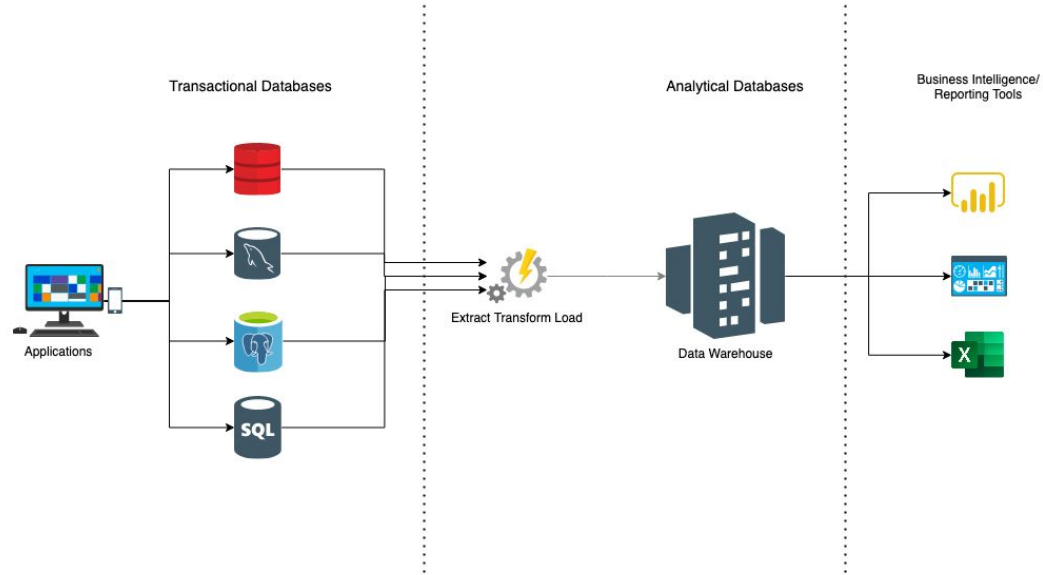 Transactional Databases
Analytical Databases
Business Intelligence/
Reporting Tools
Applications
SQL
Extract Transform Load
Data Warehouse
X